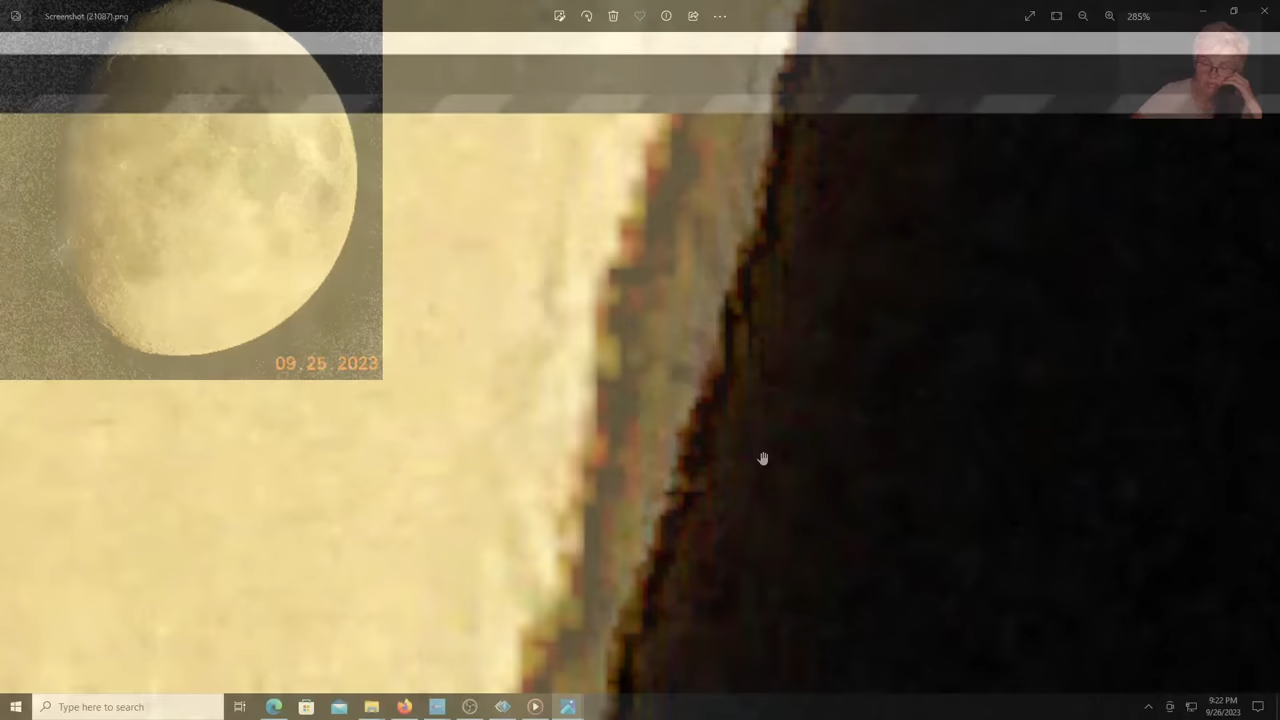 Screenshot (21087).png
285%
09.25.2023
Type here to search
9:22 PM
9/26/2023